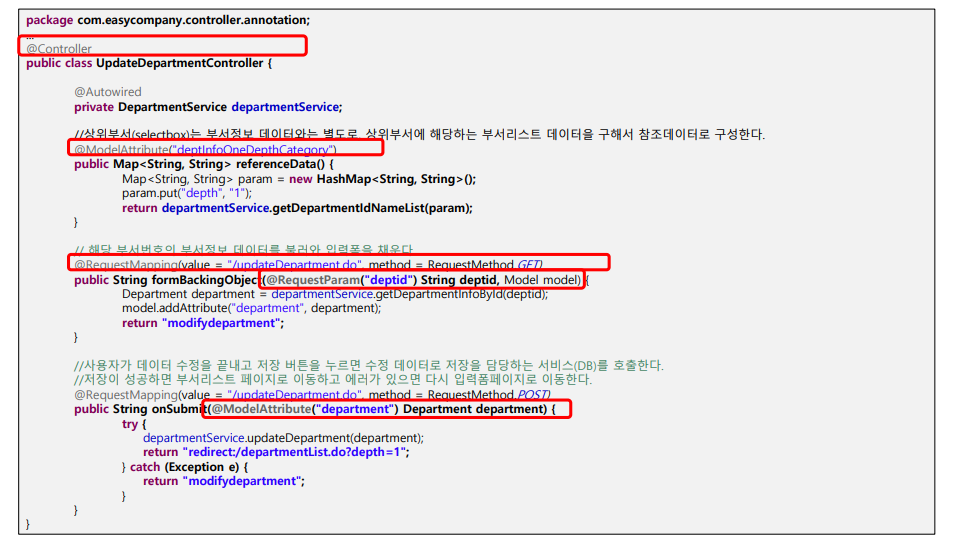 package com.easycompany.controller.annotation;
...
@Controller
public class UpdateDepartmentController {
@Autowired
private DepartmentService departmentService;
//상위부서(selectbox)는 부서정보 데이터와는 별도로 상위부서에 해당하는 부서리스트 데이터을 구해서 참조데이터로 구성한다.
@ModelAttribute("deptInfoOneDepthCategory")
public Map<String, String> referenceData() {
Map<String, String> param = new HashMap<String, String>();
param.put("depth", "1");
return departmentService.getDepartmentIdNameList(param);
}
// 해당 부서번호의 부서정보 데이터를 불러와 입력폼을 채운다
@RequestMapping(value = "/updateDepartment.do", method = RequestMethod.GET)
public String formBackingObject(@RequestParam("deptid") String deptid, Model model) {
Department department = departmentService.getDepartmentInfoById(deptid);
model.addAttribute("department", department);
return "modifydepartment";
}
//사용자가 데이터 수정을 끝내고 저장 버튼을 누르면 수정 데이터로 저장을 담당하는 서비스(DB)를 호출한다.
//저장이 성공하면 부서리스트 페이지로 이동하고 에러가 있으면 다시 입력폼페이지로 이동한다.
@RequestMapping(value = "/updateDepartment.do", method = RequestMethod.POST)
public String onSubmit(@ModelAttribute("department") Department department) {
try {
departmentService.updateDepartment(department);
return "redirect:/departmentList.do?depth=1";
} catch (Exception e) {
return "modifydepartment";
}
}
}